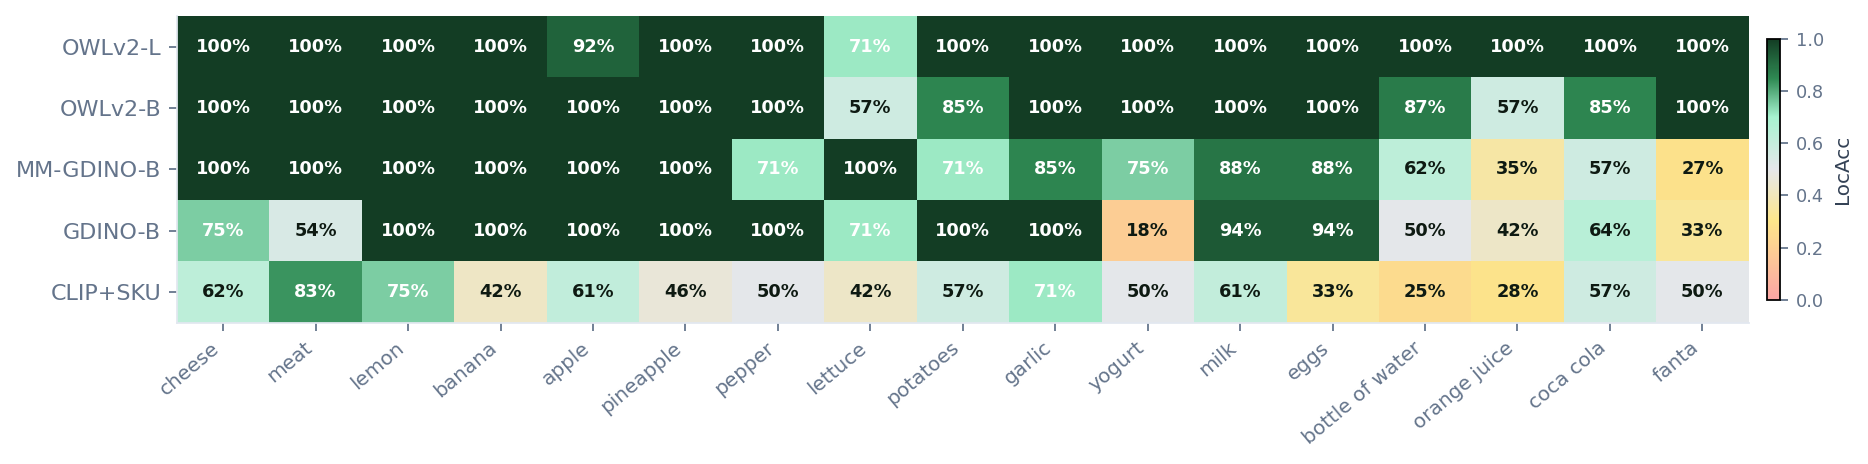 OWLv2-L 100% 100% 100% 100% 92% 100% 100% 71% 100% 100% 100% 100% 100% 100% 100% 100% 100%
OWLv2-B 100% 100% 100% 100% 100% 100% 100% 57% 85% 100% 100% 100% 100% 87% 57% 85% 100%
MM-GDINO-B 100% 100% 100% 100% 100% 100% 71% 100% 71% 85% 75% 88% 88% 62% 35% 57% 27%
GDINO-B 75% 54% 100% 100% 100% 100% 100% 71% 100% 100% 18% 94% 94% 50% 42% 64% 33%
CLIP+SKU 62% 83% 75% 42% 61% 46% 50% 42% 57% 71% 50% 61% 33% 25% 28% 57% 50%
cheese meat lemon banana apple pineapple pepper lettuce potatoes garlic yogurt milk eggs bottle of water orange juice coca cola fanta
1.0
0.8
0.6
0.4
0.2
0.0
LocAcc